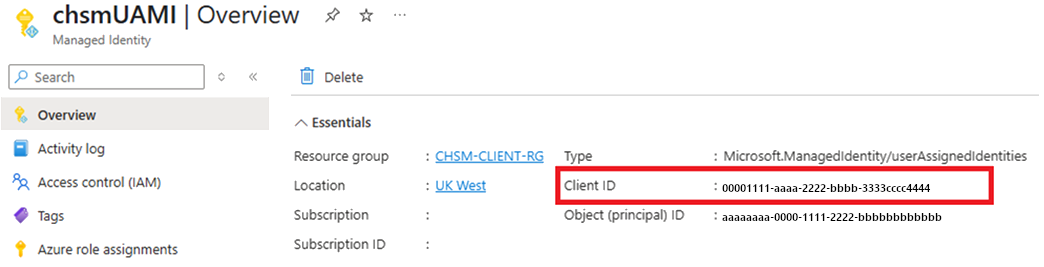 chsmUAMI | Overview
Managed Identity
Search
Delete
Overview
Activity log
Access control (IAM)
Tags
Azure role assignments
Essentials
Resource group : CHSM-CLIENT-RG Type : Microsoft.ManagedIdentity/userAssignedIdentities
Location : UK West Client ID : 00001111-aaaa-2222-bbbb-3333cccc4444
Subscription : Object (principal) ID : aaaaaaaa-0000-1111-2222-bbbbbbbbbbbb
Subscription ID :